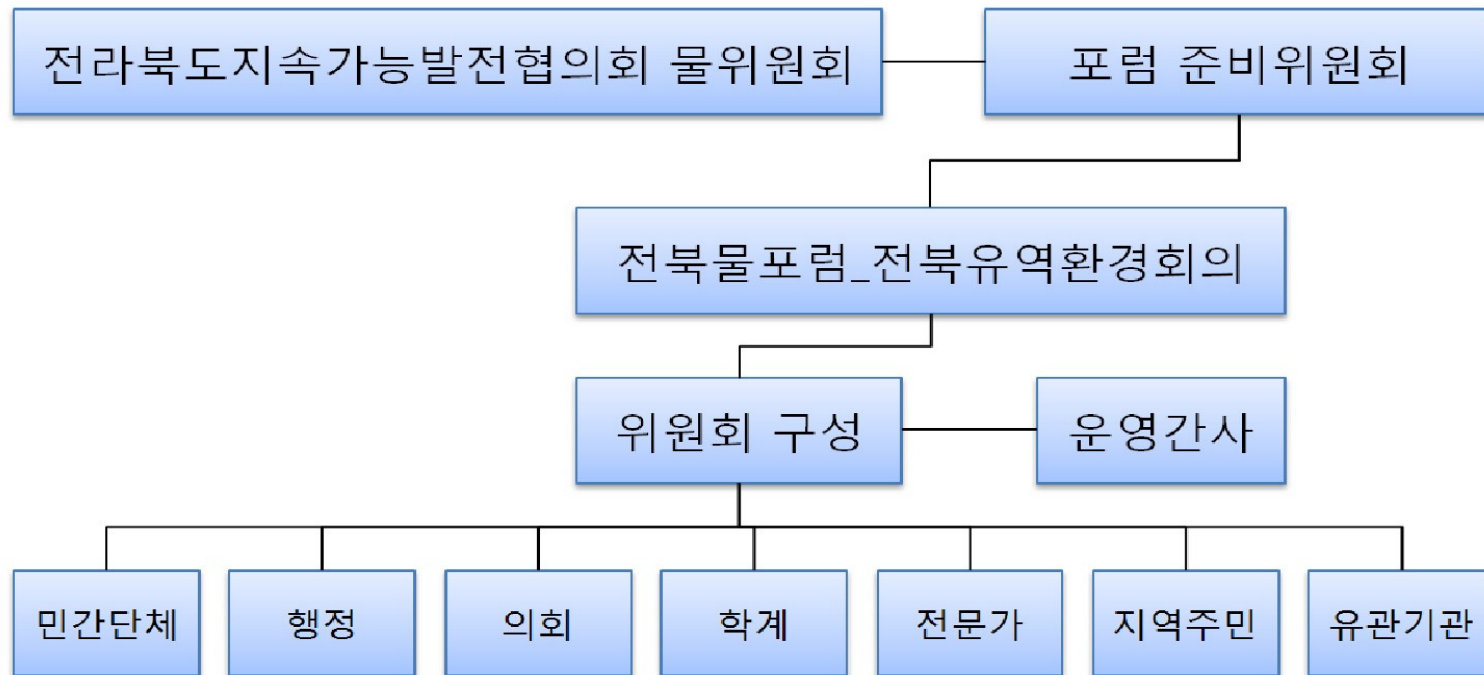 전라북도지속가능발전협의회 물위원회
포럼 준비위원회
전북물포럼_전북유역환경회의
위원회 구성
운영간사
민간단체
행정
의회
학계
전문가
지역주민
유관기관